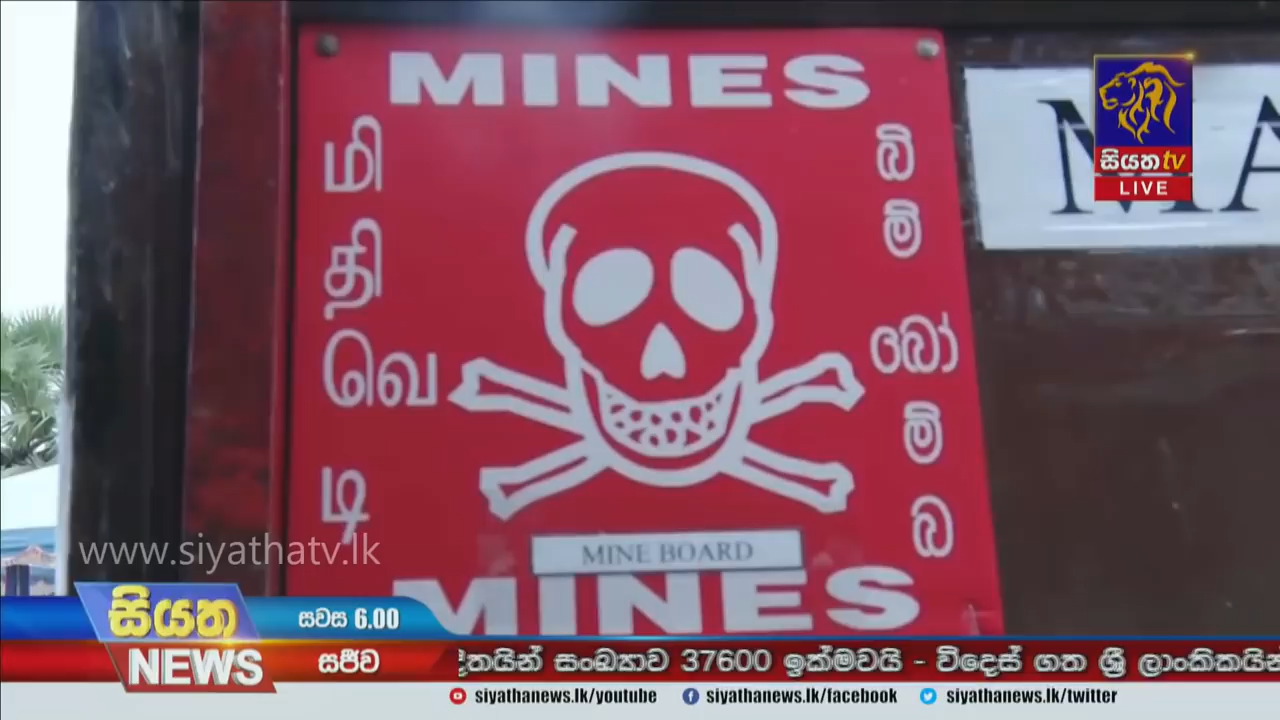 MINES
மிதிவெடி
බිම් බෝම්බ
MINE BOARD
MINES
MA
සියත tv
LIVE
www.siyathatv.lk
සියත
NEWS
සවස 6.00
සජීව
තයින් සංඛ්‍යාව 37600 ඉක්මවයි - විදෙස් ගත ශ්‍රී ලාංකිකයින්
siyathanews.lk/youtube
siyathanews.lk/facebook
siyathanews.lk/twitter